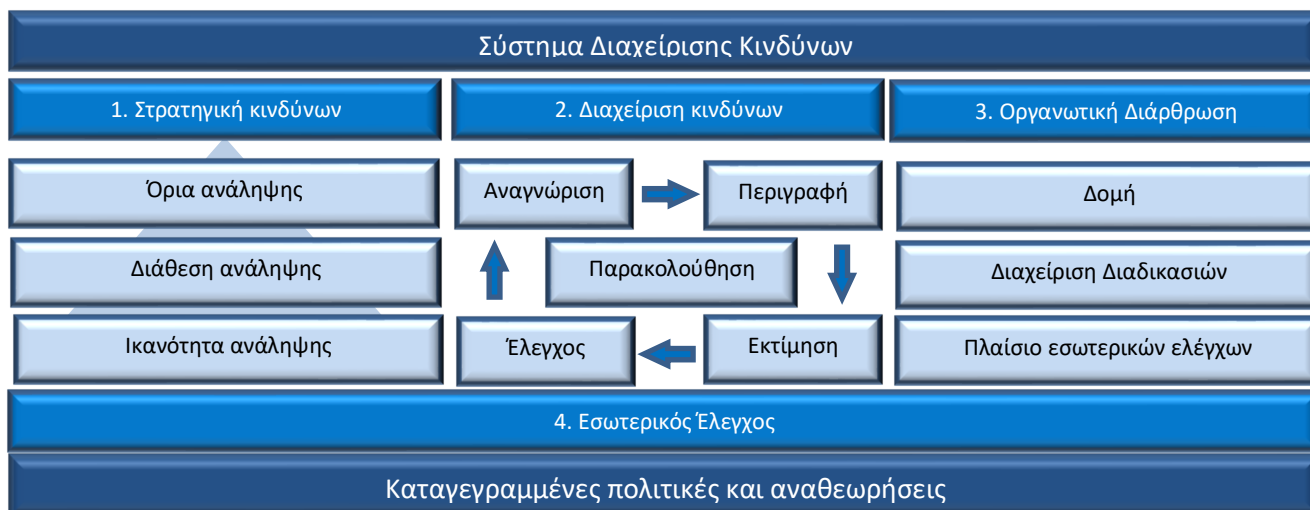 Σύστημα Διαχείρισης Κινδύνων
1. Στρατηγική κινδύνων
2. Διαχείριση κινδύνων
3. Οργανωτική Διάρθρωση
Όρια ανάληψης
Αναγνώριση
Περιγραφή
Δομή
Διάθεση ανάληψης
Παρακολούθηση
Διαχείριση Διαδικασιών
Ικανότητα ανάληψης
Έλεγχος
Εκτίμηση
Πλαίσιο εσωτερικών ελέγχων
4. Εσωτερικός Έλεγχος
Καταγεγραμμένες πολιτικές και αναθεωρήσεις